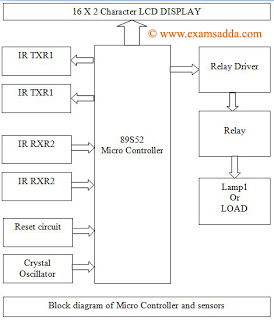 16 X 2 Character LCD DISPLAY
© www.examsadda.com
IR TXR1
IR TXR1
IR RXR2
IR RXR2
Reset circuit
Crystal
Oscillator
89S52
Micro Controller
Relay Driver
Relay
Lamp1
Or
LOAD
Block diagram of Micro Controller and sensors